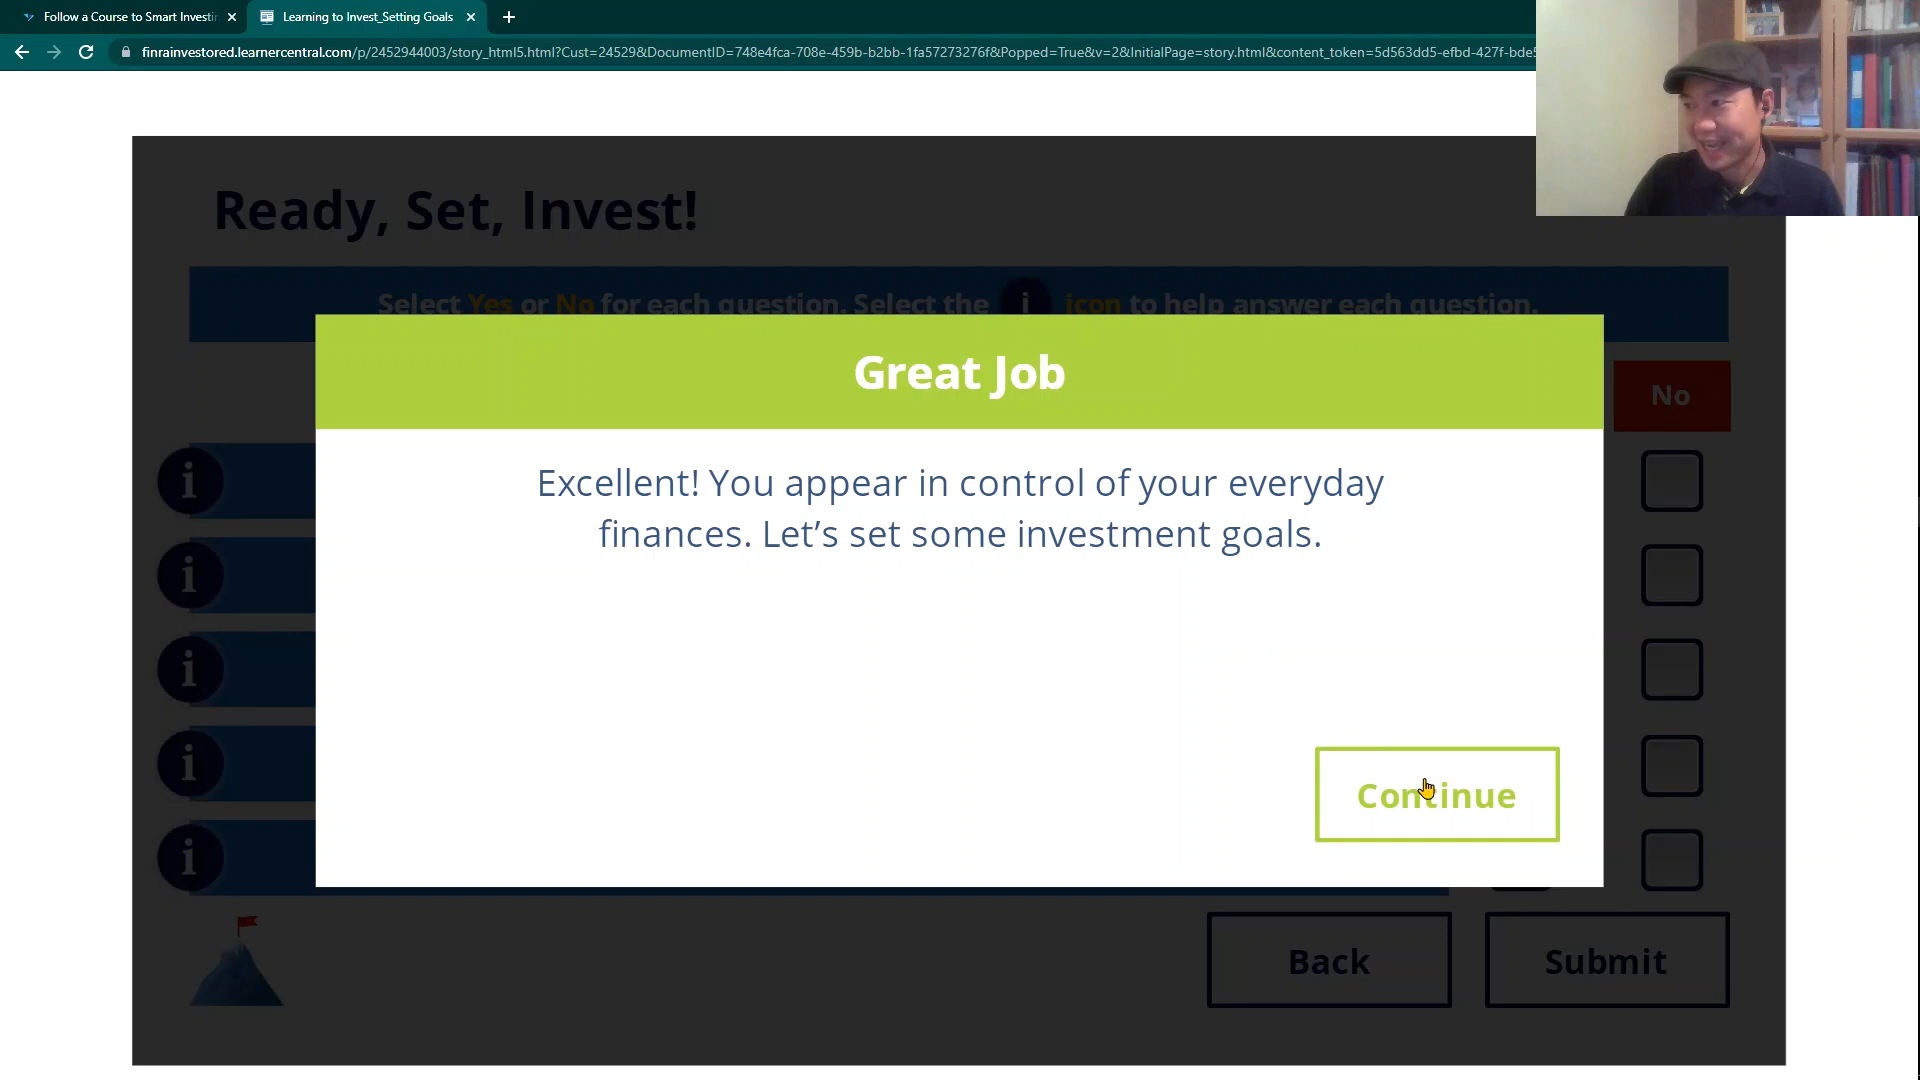 Follow a Course to Smart Investin
Learning to Invest_Setting Goals
finrainvestored.learnercentral.com/p/2452944003/story_html5.html?Cust=24529&DocumentID=748e4fca-708e-459b-b2bb-1fa57273276f&Popped=True&v=2&InitialPage=story.html&content_token=5d563dd5-efbd-427f-bde5
Ready, Set, Invest!
Select Yes or No for each question. Select the i icon to help answer each question.
Great Job
No
Excellent! You appear in control of your everyday
finances. Let's set some investment goals.
i
i
i
i
i
Continue
Back
Submit